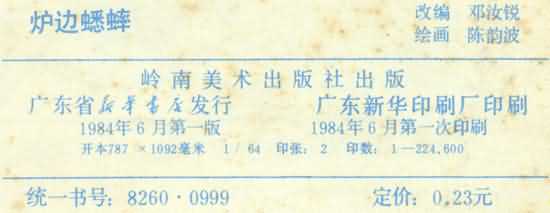 炉边蟋蟀
改编 邓汝锐
绘画 陈韵波
岭南美术出版社出版
广东省新华书店发行 广东新华印刷厂印刷
1984年6月第一版 1984年6月第一次印刷
开本787×1092毫米 1/64 印张:2 印数:1—224,600
统一书号:8260·0999 定价:0.23元